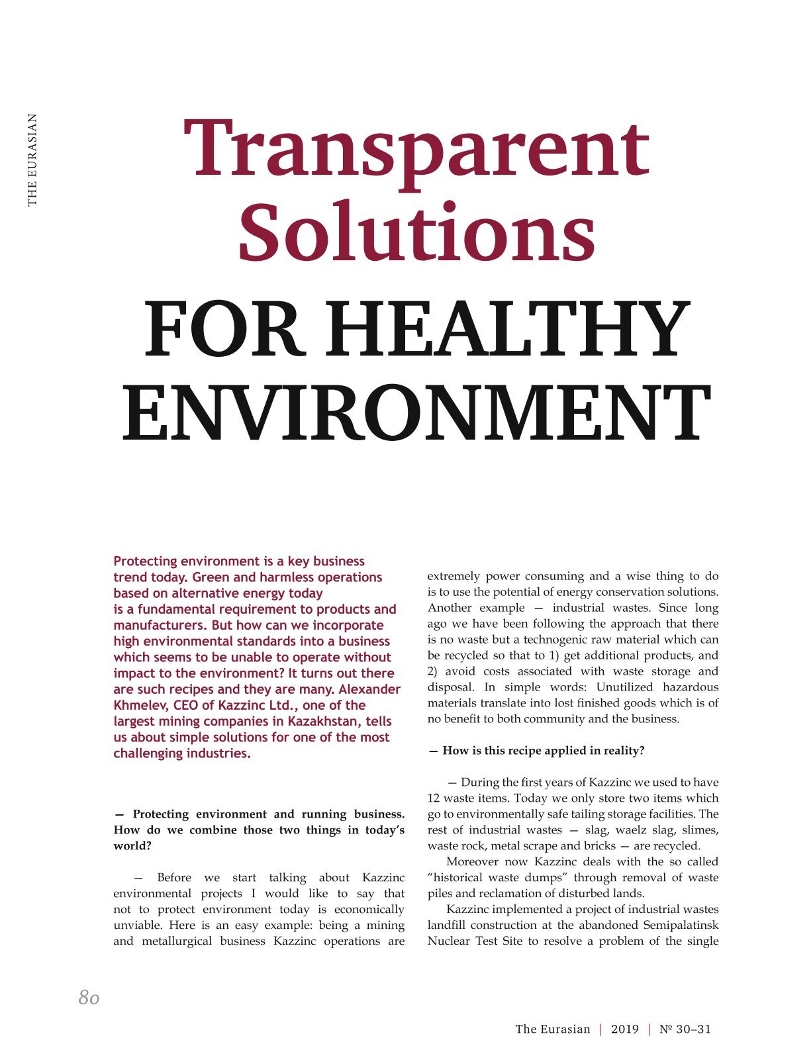 THE EURASIAN
Transparent
Solutions
FOR HEALTHY
ENVIRONMENT
Protecting environment is a key business
trend today. Green and harmless operations
based on alternative energy today
is a fundamental requirement to products and
manufacturers. But how can we incorporate
high environmental standards into a business
which seems to be unable to operate without
impact to the environment? It turns out there
are such recipes and they are many. Alexander
Khmelev, CEO of Kazzinc Ltd., one of the
largest mining companies in Kazakhstan, tells
us about simple solutions for one of the most
challenging industries.
— Protecting environment and running business.
How do we combine those two things in today’s
world?
— Before we start talking about Kazzinc
environmental projects I would like to say that
not to protect environment today is economically
unviable. Here is an easy example: being a mining
and metallurgical business Kazzinc operations are
extremely power consuming and a wise thing to do
is to use the potential of energy conservation solutions.
Another example — industrial wastes. Since long
ago we have been following the approach that there
is no waste but a technogenic raw material which can
be recycled so that to 1) get additional products, and
2) avoid costs associated with waste storage and
disposal. In simple words: Unutilized hazardous
materials translate into lost finished goods which is of
no benefit to both community and the business.
— How is this recipe applied in reality?
— During the first years of Kazzinc we used to have
12 waste items. Today we only store two items which
go to environmentally safe tailing storage facilities. The
rest of industrial wastes — slag, waelz slag, slimes,
waste rock, metal scrape and bricks — are recycled.
Moreover now Kazzinc deals with the so called
“historical waste dumps” through removal of waste
piles and reclamation of disturbed lands.
Kazzinc implemented a project of industrial wastes
landfill construction at the abandoned Semipalatinsk
Nuclear Test Site to resolve a problem of the single
80
The Eurasian | 2019 | № 30–31